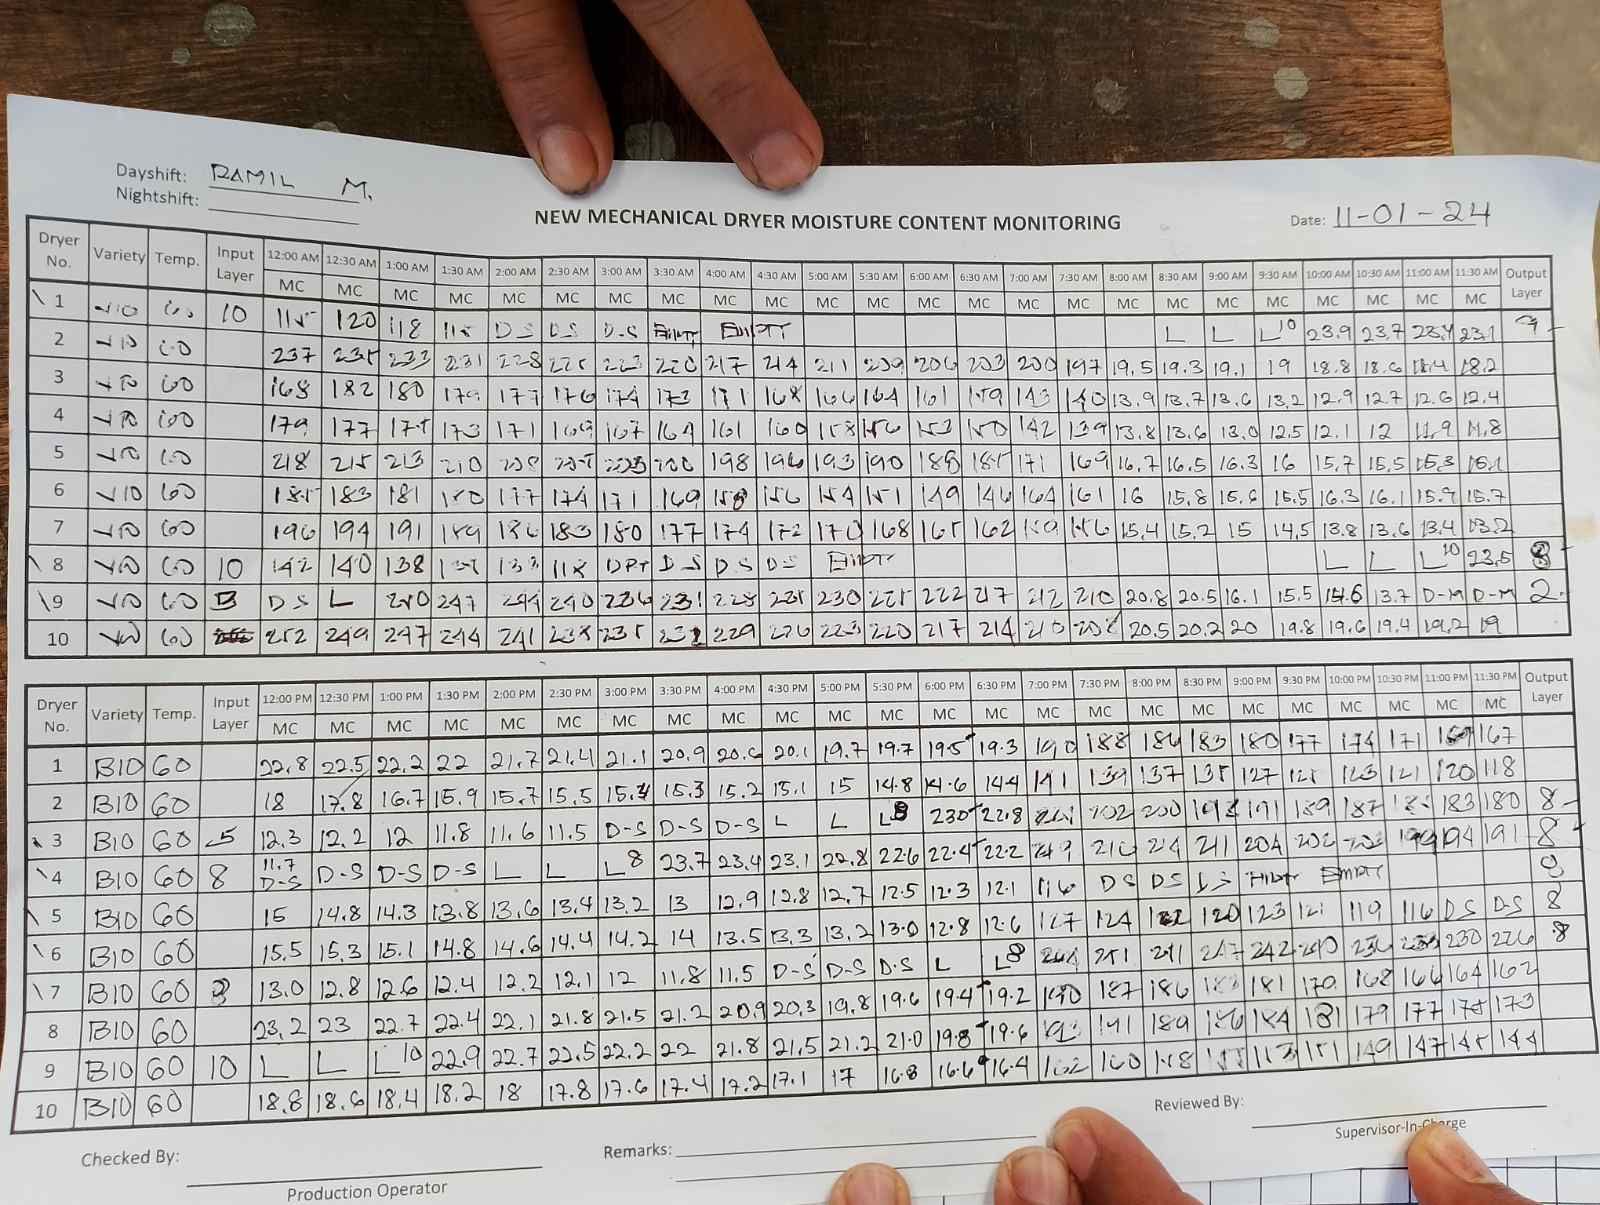 Dayshift: RAMIL M.
Nightshift:
NEW MECHANICAL DRYER MOISTURE CONTENT MONITORING
Date: 11-01-24
Dryer No. Variety Temp. Input Layer 12:00 AM 12:30 AM 1:00 AM 1:30 AM 2:00 AM 2:30 AM 3:00 AM 3:30 AM 4:00 AM 4:30 AM 5:00 AM 5:30 AM 6:00 AM 6:30 AM 7:00 AM 7:30 AM 8:00 AM 8:30 AM 9:00 AM 9:30 AM 10:00 AM 10:30 AM 11:00 AM 11:30 AM Output Layer
MC MC MC MC MC MC MC MC MC MC MC MC MC MC MC MC MC MC MC MC MC MC MC MC
\ 1 V10 60 10 115 120 118 115 D-S D-S D-S EMPTY EMPTY L L L10 23.9 23.7 23.4 23.1 9
2 V10 60 237 235 233 231 228 225 223 220 217 214 211 209 206 203 200 197 19.5 19.3 19.1 19 18.8 18.6 18.4 18.2
3 V10 60 168 182 180 179 177 176 174 173 171 168 166 164 161 159 143 140 13.9 13.7 13.6 13.2 12.9 12.7 12.6 12.4
4 V10 60 179 177 175 173 171 169 167 164 161 160 158 156 153 150 142 139 13.8 13.6 13.0 12.5 12.1 12 11.9 11.8
5 V10 60 218 215 213 210 208 205 203 200 198 196 193 190 188 185 171 169 16.7 16.5 16.3 16 15.7 15.5 15.3 15.1
6 V10 60 185 183 181 180 177 174 171 169 158 156 154 151 149 146 164 161 16 15.8 15.6 15.5 16.3 16.1 15.9 15.7
7 V10 60 196 194 191 189 186 183 180 177 174 172 170 168 165 162 159 156 15.4 15.2 15 14.5 13.8 13.6 13.4 13.2
\ 8 V10 60 10 142 140 138 135 133 118 DPT D-S D-S D-S EMPTY L L L10 23.5 8
\9 V10 60 B DS L 250 247 244 240 236 231 228 225 230 225 222 217 212 210 20.8 20.5 16.1 15.5 14.6 13.7 D-M D-M 2
10 V10 60 252 249 247 244 241 238 235 232 229 226 223 220 217 214 210 208 20.5 20.2 20 19.8 19.6 19.4 19.2 19
Dryer No. Variety Temp. Input Layer 12:00 PM 12:30 PM 1:00 PM 1:30 PM 2:00 PM 2:30 PM 3:00 PM 3:30 PM 4:00 PM 4:30 PM 5:00 PM 5:30 PM 6:00 PM 6:30 PM 7:00 PM 7:30 PM 8:00 PM 8:30 PM 9:00 PM 9:30 PM 10:00 PM 10:30 PM 11:00 PM 11:30 PM Output Layer
MC MC MC MC MC MC MC MC MC MC MC MC MC MC MC MC MC MC MC MC MC MC MC MC
1 B10 60 22.8 22.5 22.2 22 21.7 21.4 21.1 20.9 20.6 20.1 19.7 19.7 19.5 19.3 190 188 186 183 180 177 174 171 169 167
2 B10 60 18 17.8 16.7 15.9 15.7 15.5 15.4 15.3 15.2 15.1 15 14.8 14.6 14.4 141 139 137 135 127 125 123 121 120 118
\ 3 B10 60 5 12.3 12.2 12 11.8 11.6 11.5 D-S D-S D-S L L L8 230 22.8 202 200 191 189 187 185 183 180 8
\4 B10 60 8 11.7 D-S D-S D-S D-S L L L8 23.7 23.4 23.1 22.8 22.6 22.4 22.2 219 216 214 211 204 202 199 194 191 8
\ 5 B10 60 15 14.8 14.3 13.8 13.6 13.4 13.2 13 12.9 12.8 12.7 12.5 12.3 12.1 116 DS DS DS EMPTY EMPTY 8
\6 B10 60 15.5 15.3 15.1 14.8 14.6 14.4 14.2 14 13.5 13.3 13.2 13.0 12.8 12.6 127 124 122 120 123 121 119 116 DS D-S 8
\7 B10 60 8 13.0 12.8 12.6 12.4 12.2 12.1 12 11.8 11.5 D-S D-S D-S L L8 251 247 242 240 230 226 8
8 B10 60 23.2 23 22.7 22.4 22.1 21.8 21.5 21.2 20.9 20.3 19.8 19.6 19.4 19.2 190 187 186 183 181 179 168 166 164 162
9 B10 60 10 L L L10 22.9 22.7 22.5 22.2 22 21.8 21.5 21.2 21.0 19.8 19.6 193 191 189 186 184 181 179 177 175 173
10 B10 60 18.8 18.6 18.4 18.2 18 17.8 17.6 17.4 17.2 17.1 17 16.8 16.6 16.4 162 160 158 155 153 151 149 147 145 144
Checked By:
Production Operator
Remarks:
Reviewed By:
Supervisor-In-Charge